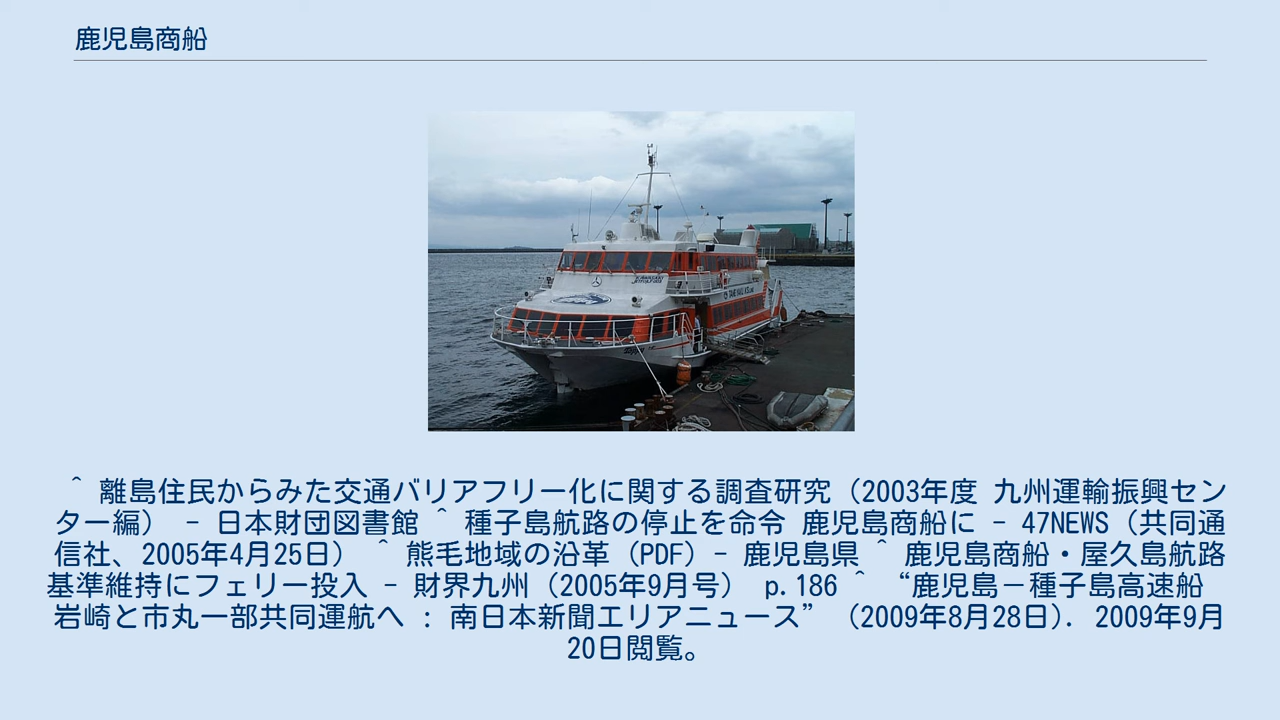 鹿児島商船
KAWASAKI
JETFOIL
＾ 離島住民からみた交通バリアフリー化に関する調査研究（2003年度 九州運輸振興セン
ター編） - 日本財団図書館 ＾ 種子島航路の停止を命令 鹿児島商船に - 47NEWS（共同通
信社、2005年4月25日） ＾ 熊毛地域の沿革（PDF）- 鹿児島県 ＾ 鹿児島商船・屋久島航路
基準維持にフェリー投入 - 財界九州（2005年9月号） p.186 ＾ “鹿児島－種子島高速船
岩崎と市丸一部共同運航へ : 南日本新聞エリアニュース” （2009年8月28日）. 2009年9月
20日閲覧。